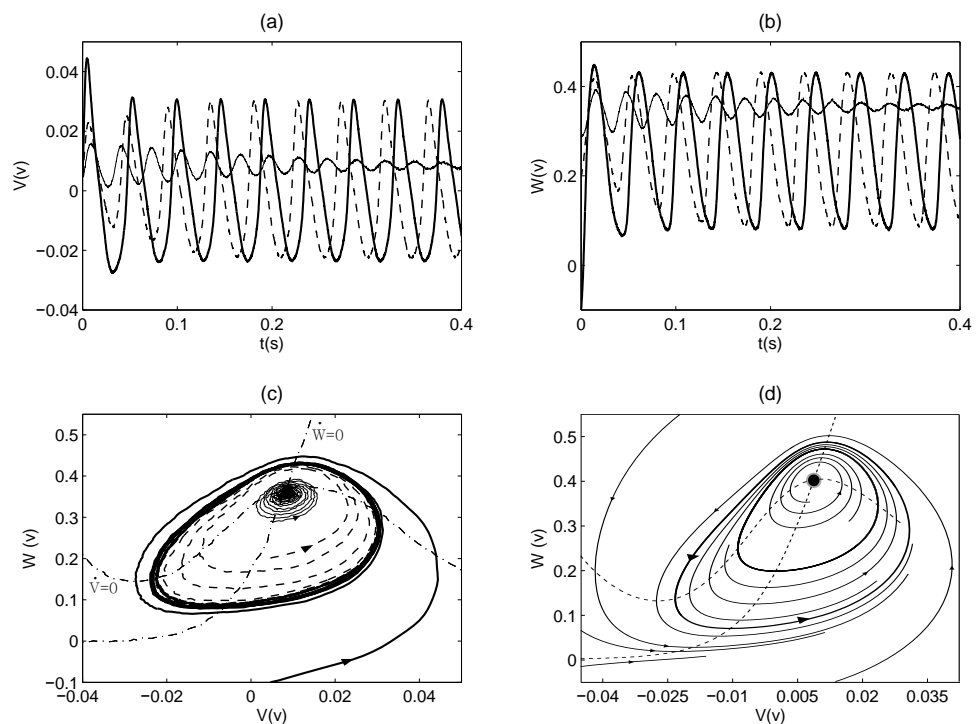 (a)
V(v)
0.04
0.02
0
−0.02
−0.04
0 0.1 0.2 0.4
t(s)
(b)
W(v)
0.4
0.2
0
0 0.1 0.2 0.4
t(s)
(c)
W (v)
0.5
0.4
0.3
0.2
0.1
0
−0.1
−0.04 −0.02 0 0.02 0.04
V(v)
Ẇ=0
V̇=0
(d)
W (v)
0.5
0.4
0.3
0.2
0.1
0
−0.04 −0.025 −0.01 0.005 0.02 0.035
V(v)